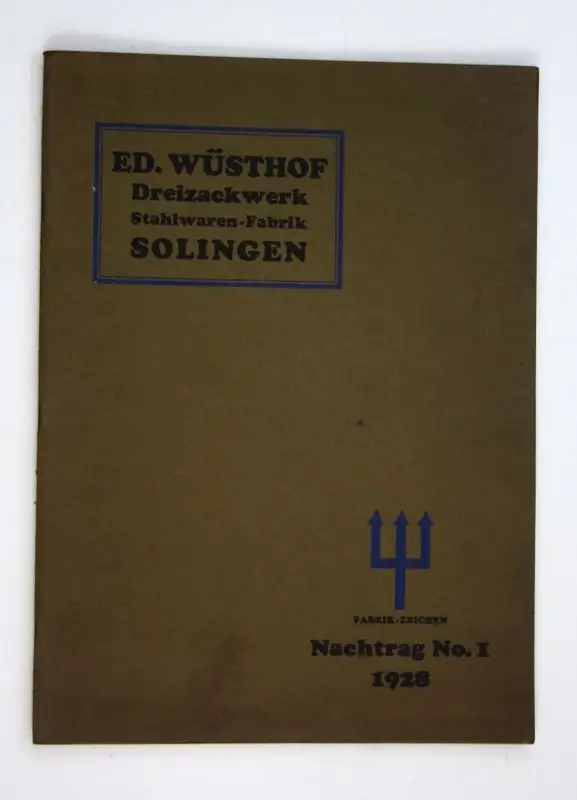 ED. WÜSTHOF
Dreizackwerk
Stahlwaren-Fabrik
SOLINGEN
FABRIK-ZEICHEN
Nachtrag No. 1
1928